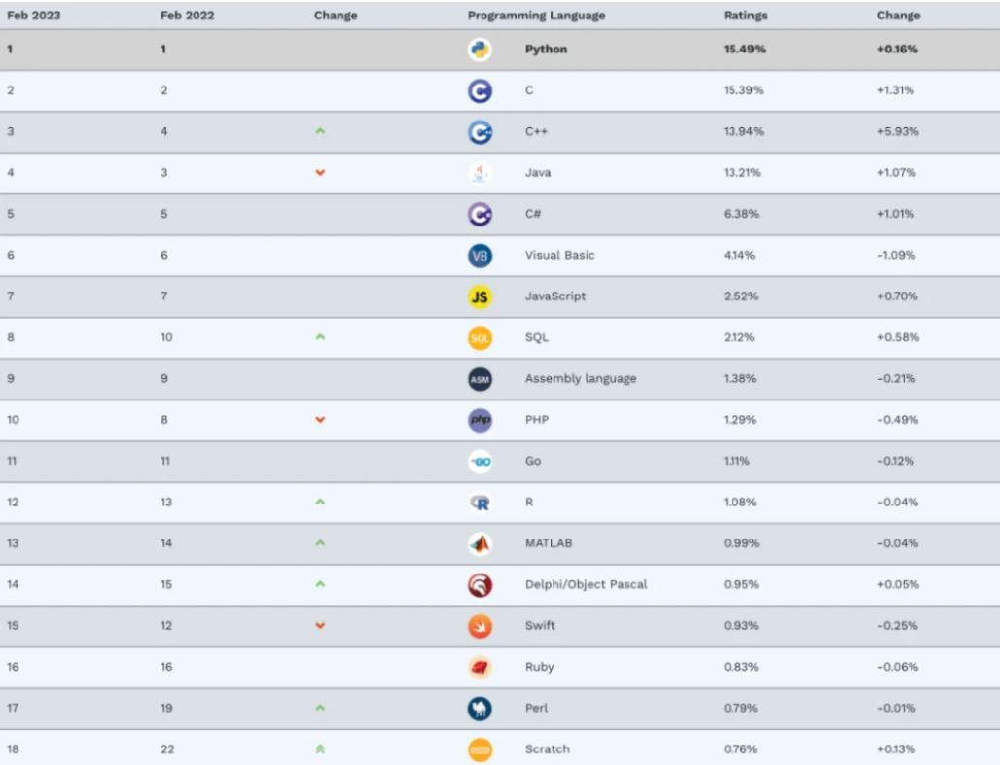 Feb 2023 Feb 2022 Change Programming Language Ratings Change
1 1 Python 15.49% +0.16%
2 2 C C 15.39% +1.31%
3 4 C C++ 13.94% +5.93%
4 3 Java 13.21% +1.07%
5 5 C C# 6.38% +1.01%
6 6 VB Visual Basic 4.14% -1.09%
7 7 JS JavaScript 2.52% +0.70%
8 10 SQL SQL 2.12% +0.58%
9 9 ASM Assembly language 1.38% -0.21%
10 8 php PHP 1.29% -0.49%
11 11 GO Go 1.11% -0.12%
12 13 R R 1.08% -0.04%
13 14 MATLAB 0.99% -0.04%
14 15 Delphi/Object Pascal 0.95% +0.05%
15 12 Swift 0.93% -0.25%
16 16 Ruby 0.83% -0.06%
17 19 Perl 0.79% -0.01%
18 22 Scratch 0.76% +0.13%